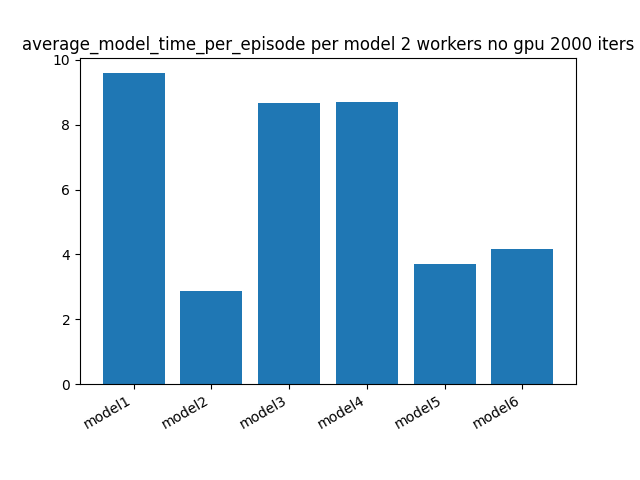 average_model_time_per_episode per model 2 workers no gpu 2000 iters
10
8
6
4
2
0
model1
model2
model3
model4
model5
model6